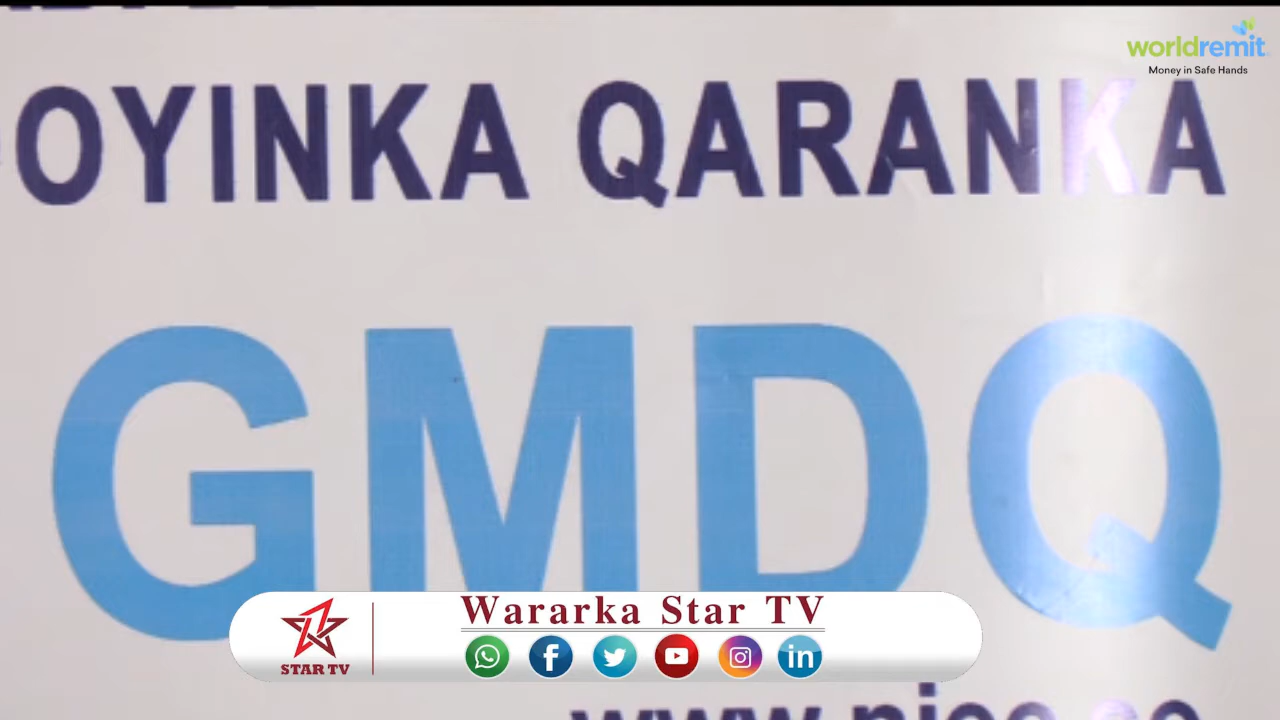 worldremit
Money in Safe Hands
OYINKA QARANKA
GMDQ
Wararka Star TV
STAR TV